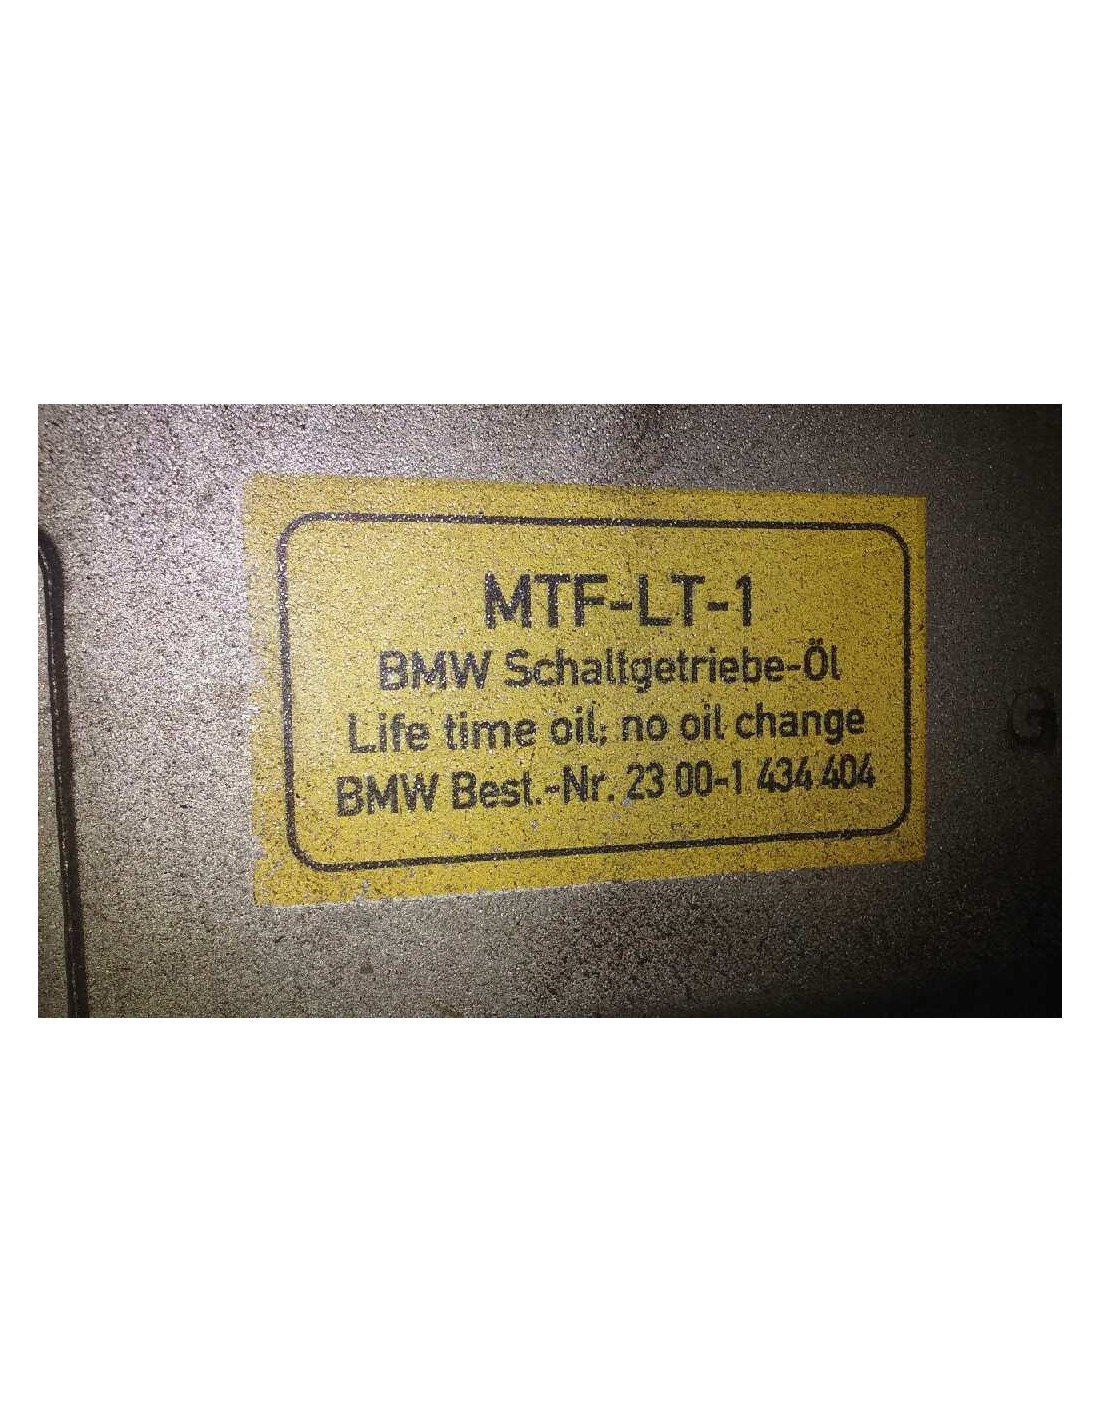 MTF-LT-1
BMW Schaltgetriebe-Öl
Life time oil; no oil change
BMW Best.-Nr. 23 00-1 434 404
G